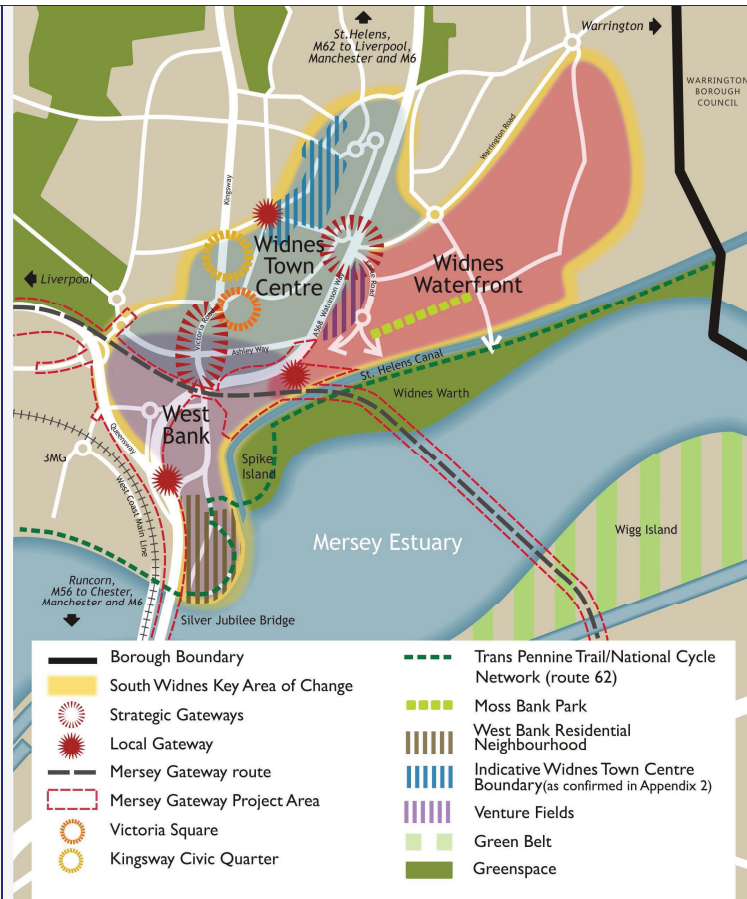 St.Helens,
M62 to Liverpool,
Manchester and M6
Warrington
WARRINGTON
BOROUGH
COUNCIL
Warrington Road
Kingsway
Widnes
Town
Centre
Liverpool
Widnes
Waterfront
Victoria Road
A568 Watkinson Way
Ashley Way
St. Helens Canal
Widnes Warth
West
Bank
Queensway
3MG
West Coast Main Line
Spike
Island
Mersey Estuary
Wigg Island
Runcorn,
M56 to Chester,
Manchester and M6
Silver Jubilee Bridge
Borough Boundary
South Widnes Key Area of Change
Strategic Gateways
Local Gateway
Mersey Gateway route
Mersey Gateway Project Area
Victoria Square
Kingsway Civic Quarter
Trans Pennine Trail/National Cycle
Network (route 62)
Moss Bank Park
West Bank Residential
Neighbourhood
Indicative Widnes Town Centre
Boundary(as confirmed in Appendix 2)
Venture Fields
Green Belt
Greenspace